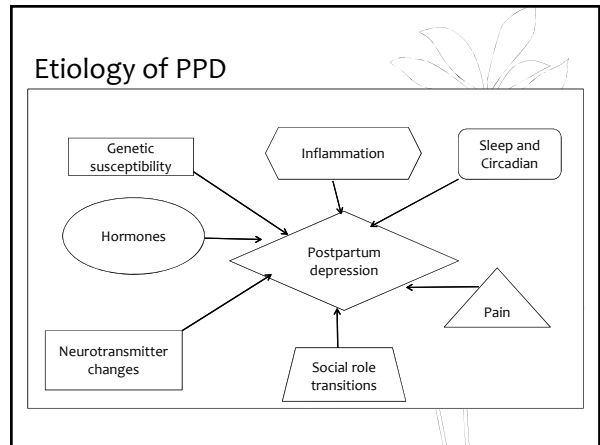 Etiology of PPD
Genetic
susceptibility
Inflammation
Sleep and
Circadian
Hormones
Postpartum
depression
Pain
Neurotransmitter
changes
Social role
transitions